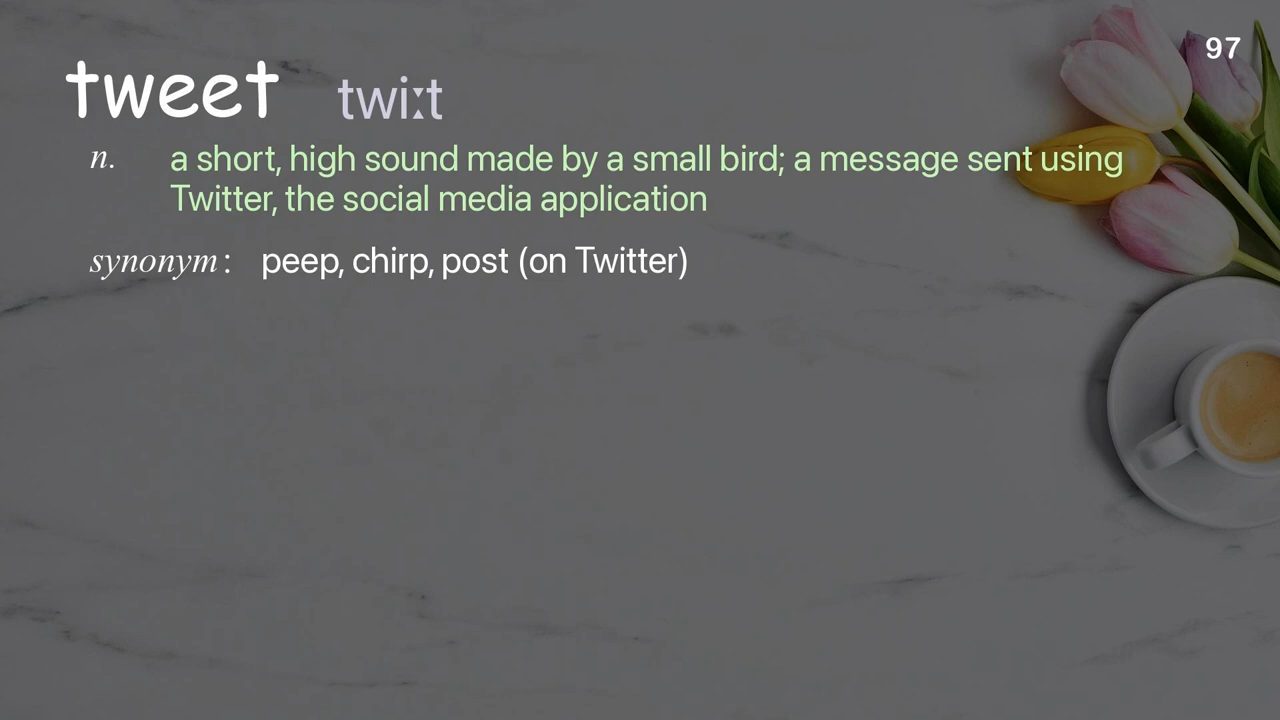 97
tweet twiːt
n. a short, high sound made by a small bird; a message sent using
Twitter, the social media application
synonym: peep, chirp, post (on Twitter)